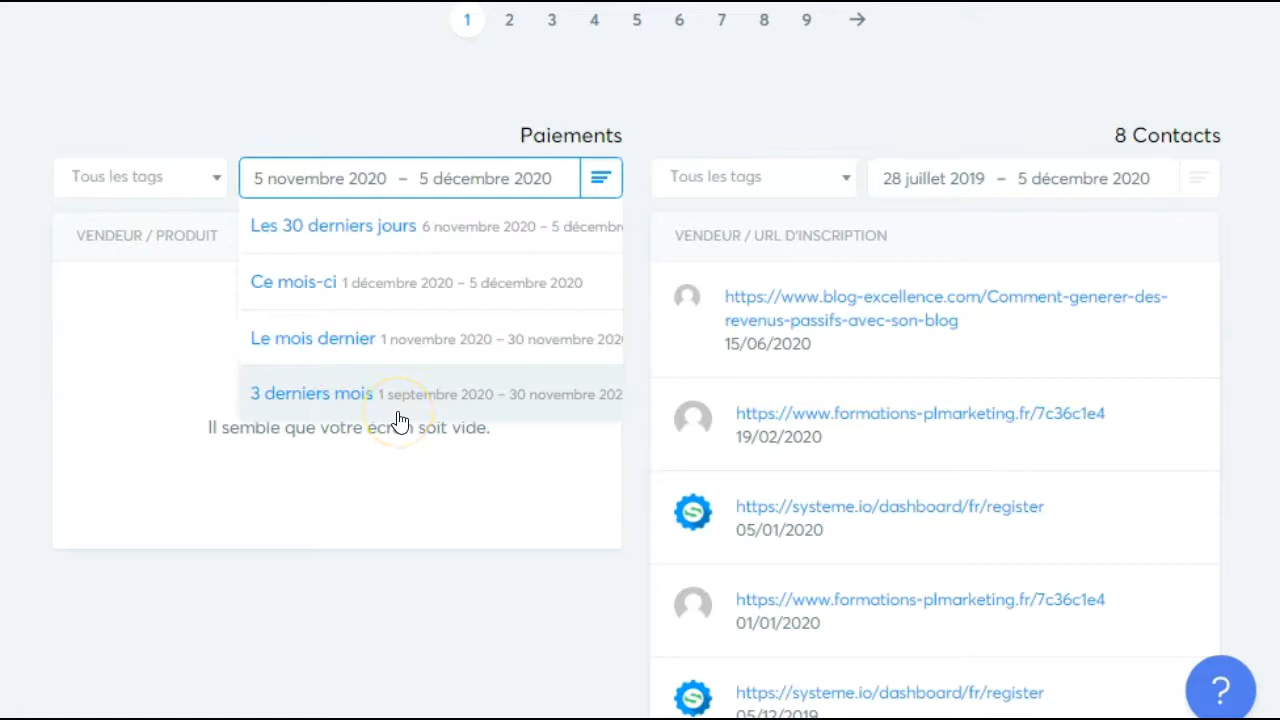 1 2 3 4 5 6 7 8 9 →
Paiements
Tous les tags
5 novembre 2020 – 5 décembre 2020
VENDEUR / PRODUIT
Les 30 derniers jours 6 novembre 2020 – 5 décembr
Ce mois-ci 1 décembre 2020 – 5 décembre 2020
Le mois dernier 1 novembre 2020 – 30 novembre 202
3 derniers mois 1 septembre 2020 – 30 novembre 202
Il semble que votre écran soit vide.
8 Contacts
Tous les tags
28 juillet 2019 – 5 décembre 2020
VENDEUR / URL D'INSCRIPTION
https://www.blog-excellence.com/Comment-generer-des-
revenus-passifs-avec-son-blog
15/06/2020
https://www.formations-plmarketing.fr/7c36c1e4
19/02/2020
https://systeme.io/dashboard/fr/register
05/01/2020
https://www.formations-plmarketing.fr/7c36c1e4
01/01/2020
https://systeme.io/dashboard/fr/register
05/12/2019
?